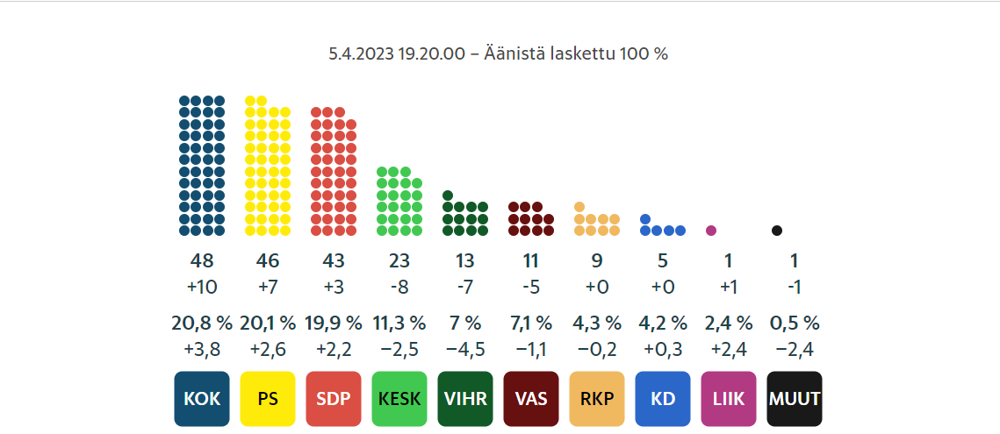 5.4.2023 19.20.00 – Äänistä laskettu 100 %
48 46 43 23 13 11 9 5 1 1
+10 +7 +3 -8 -7 -5 +0 +0 +1 -1
20,8 % 20,1 % 19,9 % 11,3 % 7 % 7,1 % 4,3 % 4,2 % 2,4 % 0,5 %
+3,8 +2,6 +2,2 −2,5 −4,5 −1,1 −0,2 +0,3 +2,4 −2,4
KOK PS SDP KESK VIHR VAS RKP KD LIIK MUUT